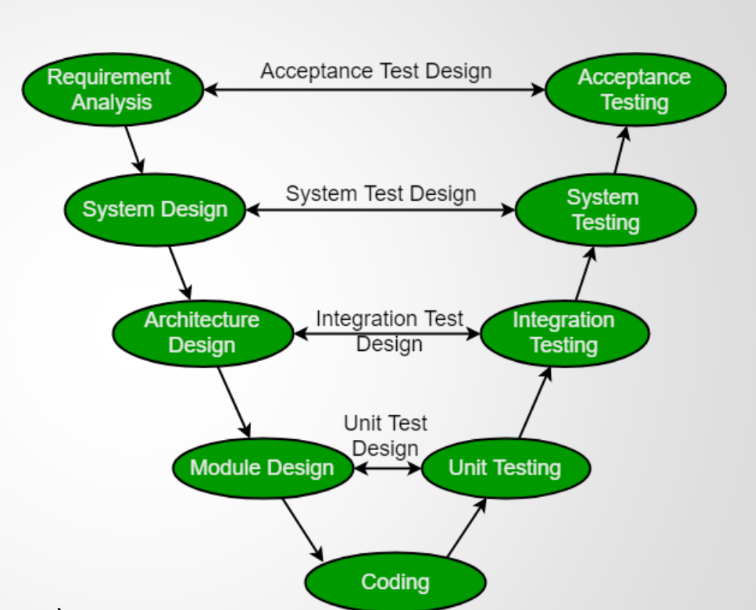 Requirement
Analysis
Acceptance Test Design
Acceptance
Testing
System Design
System Test Design
System
Testing
Architecture
Design
Integration Test
Design
Integration
Testing
Module Design
Unit Test
Design
Unit Testing
Coding